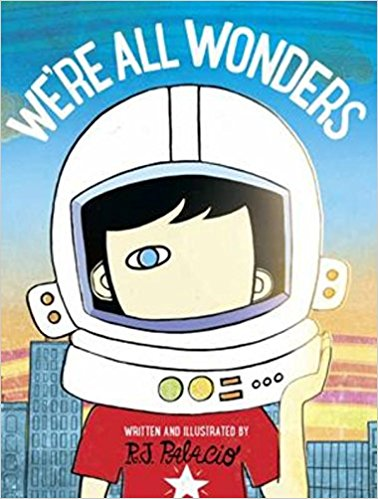 WE'RE ALL WONDERS
WRITTEN AND ILLUSTRATED BY
R.J. PALACIO